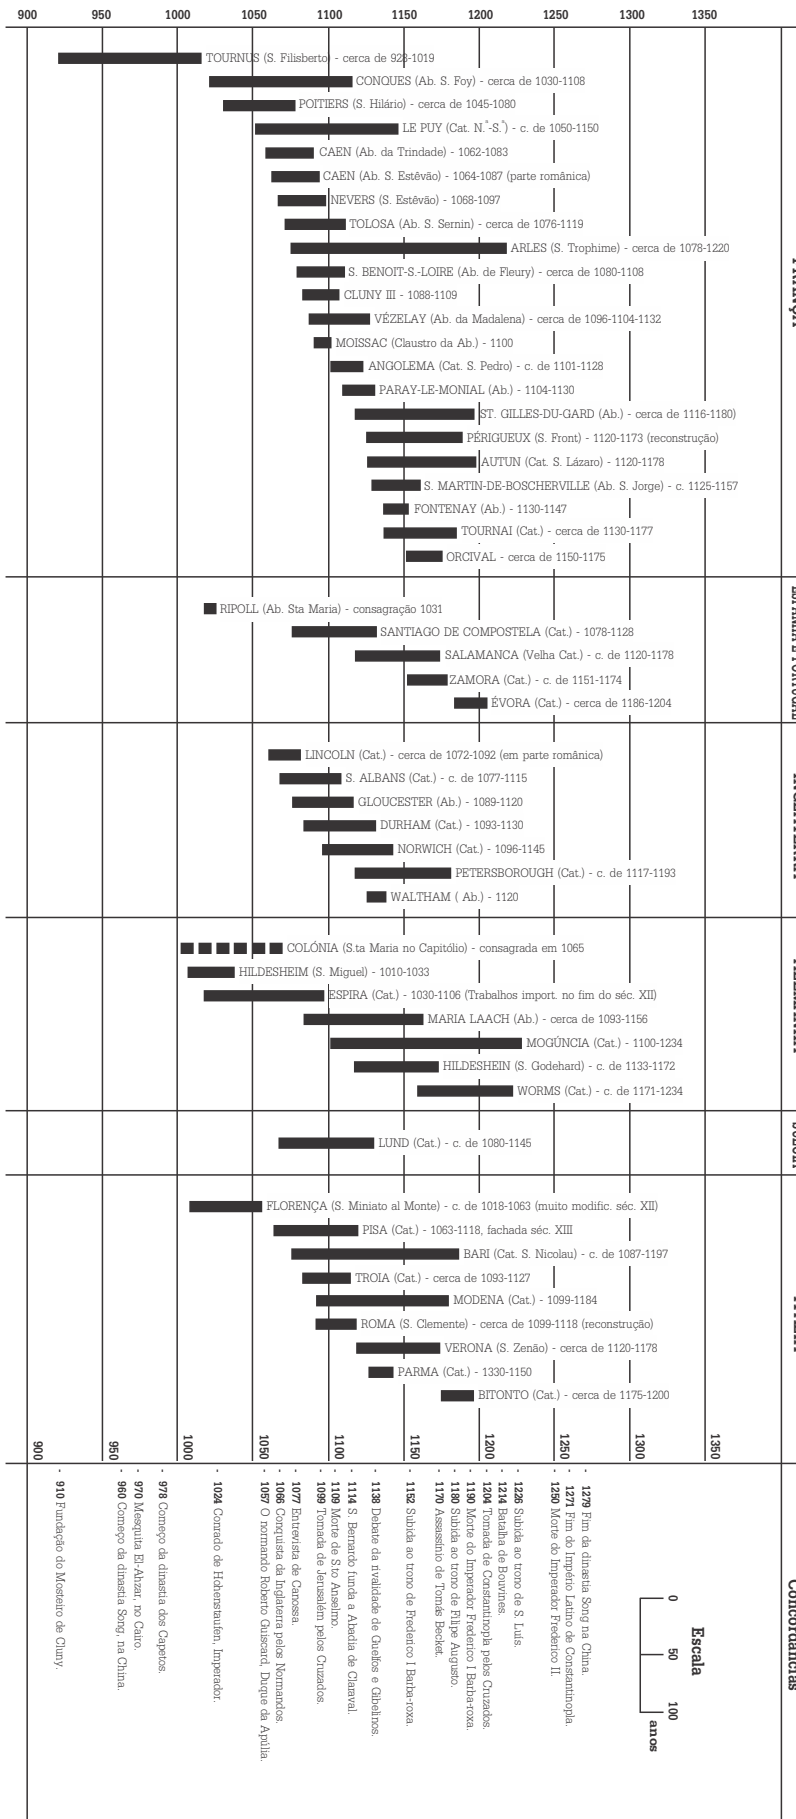 900 950 1000 1050 1100 1150 1200 1250 1300 1350
TOURNUS (S. Filisberto) - cerca de 928-1019
CONQUES (Ab. S. Foy) - cerca de 1030-1108
POITIERS (S. Hilário) - cerca de 1045-1080
LE PUY (Cat. N.ª-S.ª) - c. de 1050-1150
CAEN (Ab. da Trindade) - 1062-1083
CAEN (Ab. S. Estêvão) - 1064-1087 (parte românica)
NEVERS (S. Estêvão) - 1068-1097
TOLOSA (Ab. S. Sernin) - cerca de 1076-1119
ARLES (S. Trophime) - cerca de 1078-1220
S. BENOIT-S.-LOIRE (Ab. de Fleury) - cerca de 1080-1108
CLUNY III - 1088-1109
VÉZELAY (Ab. da Madalena) - cerca de 1096-1104-1132
MOISSAC (Claustro da Ab.) - 1100
ANGOLEMA (Cat. S. Pedro) - c. de 1101-1128
PARAY-LE-MONIAL (Ab.) - 1104-1130
ST. GILLES-DU-GARD (Ab.) - cerca de 1116-1180)
PÉRIGUEUX (S. Front) - 1120-1173 (reconstrução)
AUTUN (Cat. S. Lázaro) - 1120-1178
S. MARTIN-DE-BOSCHERVILLE (Ab. S. Jorge) - c. 1125-1157
FONTENAY (Ab.) - 1130-1147
TOURNAI (Cat.) - cerca de 1130-1177
ORCIVAL - cerca de 1150-1175
RIPOLL (Ab. Sta Maria) - consagração 1031
SANTIAGO DE COMPOSTELA (Cat.) - 1078-1128
SALAMANCA (Velha Cat.) - c. de 1120-1178
ZAMORA (Cat.) - c. de 1151-1174
ÉVORA (Cat.) - cerca de 1186-1204
LINCOLN (Cat.) - cerca de 1072-1092 (em parte românica)
S. ALBANS (Cat.) - c. de 1077-1115
GLOUCESTER (Ab.) - 1089-1120
DURHAM (Cat.) - 1093-1130
NORWICH (Cat.) - 1096-1145
PETERSBOROUGH (Cat.) - c. de 1117-1193
WALTHAM ( Ab.) - 1120
COLÓNIA (S.ta Maria no Capitólio) - consagrada em 1065
HILDESHEIM (S. Miguel) - 1010-1033
ESPIRA (Cat.) - 1030-1106 (Trabalhos import. no fim do séc. XII)
MARIA LAACH (Ab.) - cerca de 1093-1156
MOGÚNCIA (Cat.) - 1100-1234
HILDESHEIN (S. Godehard) - c. de 1133-1172
WORMS (Cat.) - c. de 1171-1234
LUND (Cat.) - c. de 1080-1145
FLORENÇA (S. Miniato al Monte) - c. de 1018-1063 (muito modific. séc. XII)
PISA (Cat.) - 1063-1118, fachada séc. XIII
BARI (Cat. S. Nicolau) - c. de 1087-1197
TROIA (Cat.) - cerca de 1093-1127
MODENA (Cat.) - 1099-1184
ROMA (S. Clemente) - cerca de 1099-1118 (reconstrução)
VERONA (S. Zenão) - cerca de 1120-1178
PARMA (Cat.) - 1330-1150
BITONTO (Cat.) - cerca de 1175-1200
900 950 1000 1050 1100 1150 1200 1250 1300 1350
Concordâncias
- 910 Fundação do Mosteiro de Cluny.
- 960 Começo da dinastia Song, na China.
- 970 Mesquita El-Ahzar, no Cairo.
- 978 Começo da dinastia dos Capetos.
- 1024 Conrado de Hohenstaufen, Imperador.
- 1057 O normando Roberto Guiscard, Duque da Apúlia.
- 1066 Conquista da Inglaterra pelos Normandos.
- 1077 Entrevista de Canossa.
- 1099 Tomada de Jerusalém pelos Cruzados.
- 1109 Morte de S.to Anselmo.
- 1114 S. Bernardo funda a Abadia de Claraval.
- 1138 Debate da rivalidade de Guelfos e Gibelinos.
- 1152 Subida ao trono de Frederico I Barba-roxa.
- 1170 Assassínio de Tomás Becket.
- 1180 Subida ao trono de Filipe Augusto.
- 1190 Morte do Imperador Frederico I Barba-roxa.
- 1204 Tomada de Constantinopla pelos Cruzados.
- 1214 Batalha de Bouvines.
- 1226 Subida ao trono de S. Luís.
- 1250 Morte do Imperador Frederico II.
- 1271 Fim do Império Latino de Constantinopla.
- 1279 Fim da dinastia Song na China.
Escala
0 50 100
anos